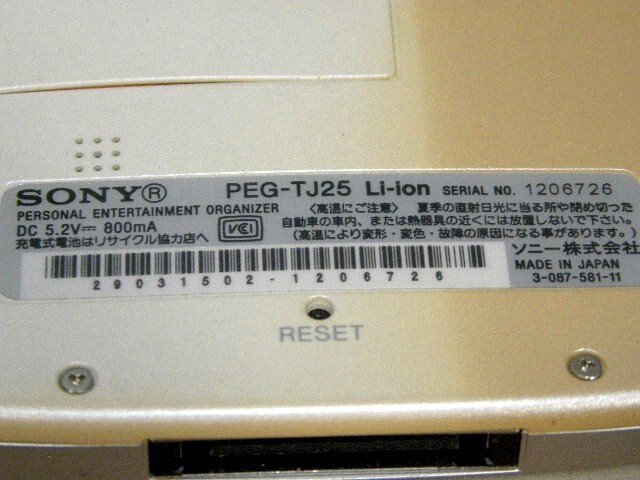 SONY® PEG-TJ25 Li-ion SERIAL NO. 1206726
PERSONAL ENTERTAINMENT ORGANIZER
DC 5.2V⎓ 800mA
充電式電池はリサイクル協力店へ
VCI
〈高温にご注意〉 夏季の直射日光に当る所や閉め切った
自動車の車内、または熱器具の近くには放置しないで下さい。
(高温により変形・変色・故障の原因になる事があります。)
ソニー株式会社
MADE IN JAPAN
3-087-581-11
29031502-1206726
RESET